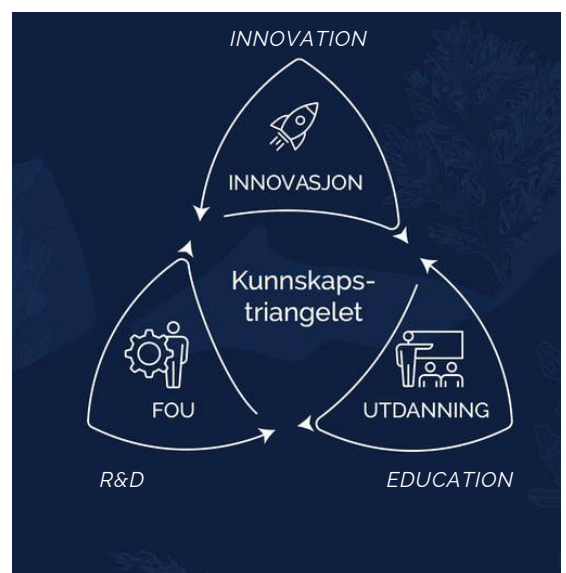 INNOVATION
INNOVASJON
Kunnskaps-
triangelet
FOU
UTDANNING
R&D
EDUCATION